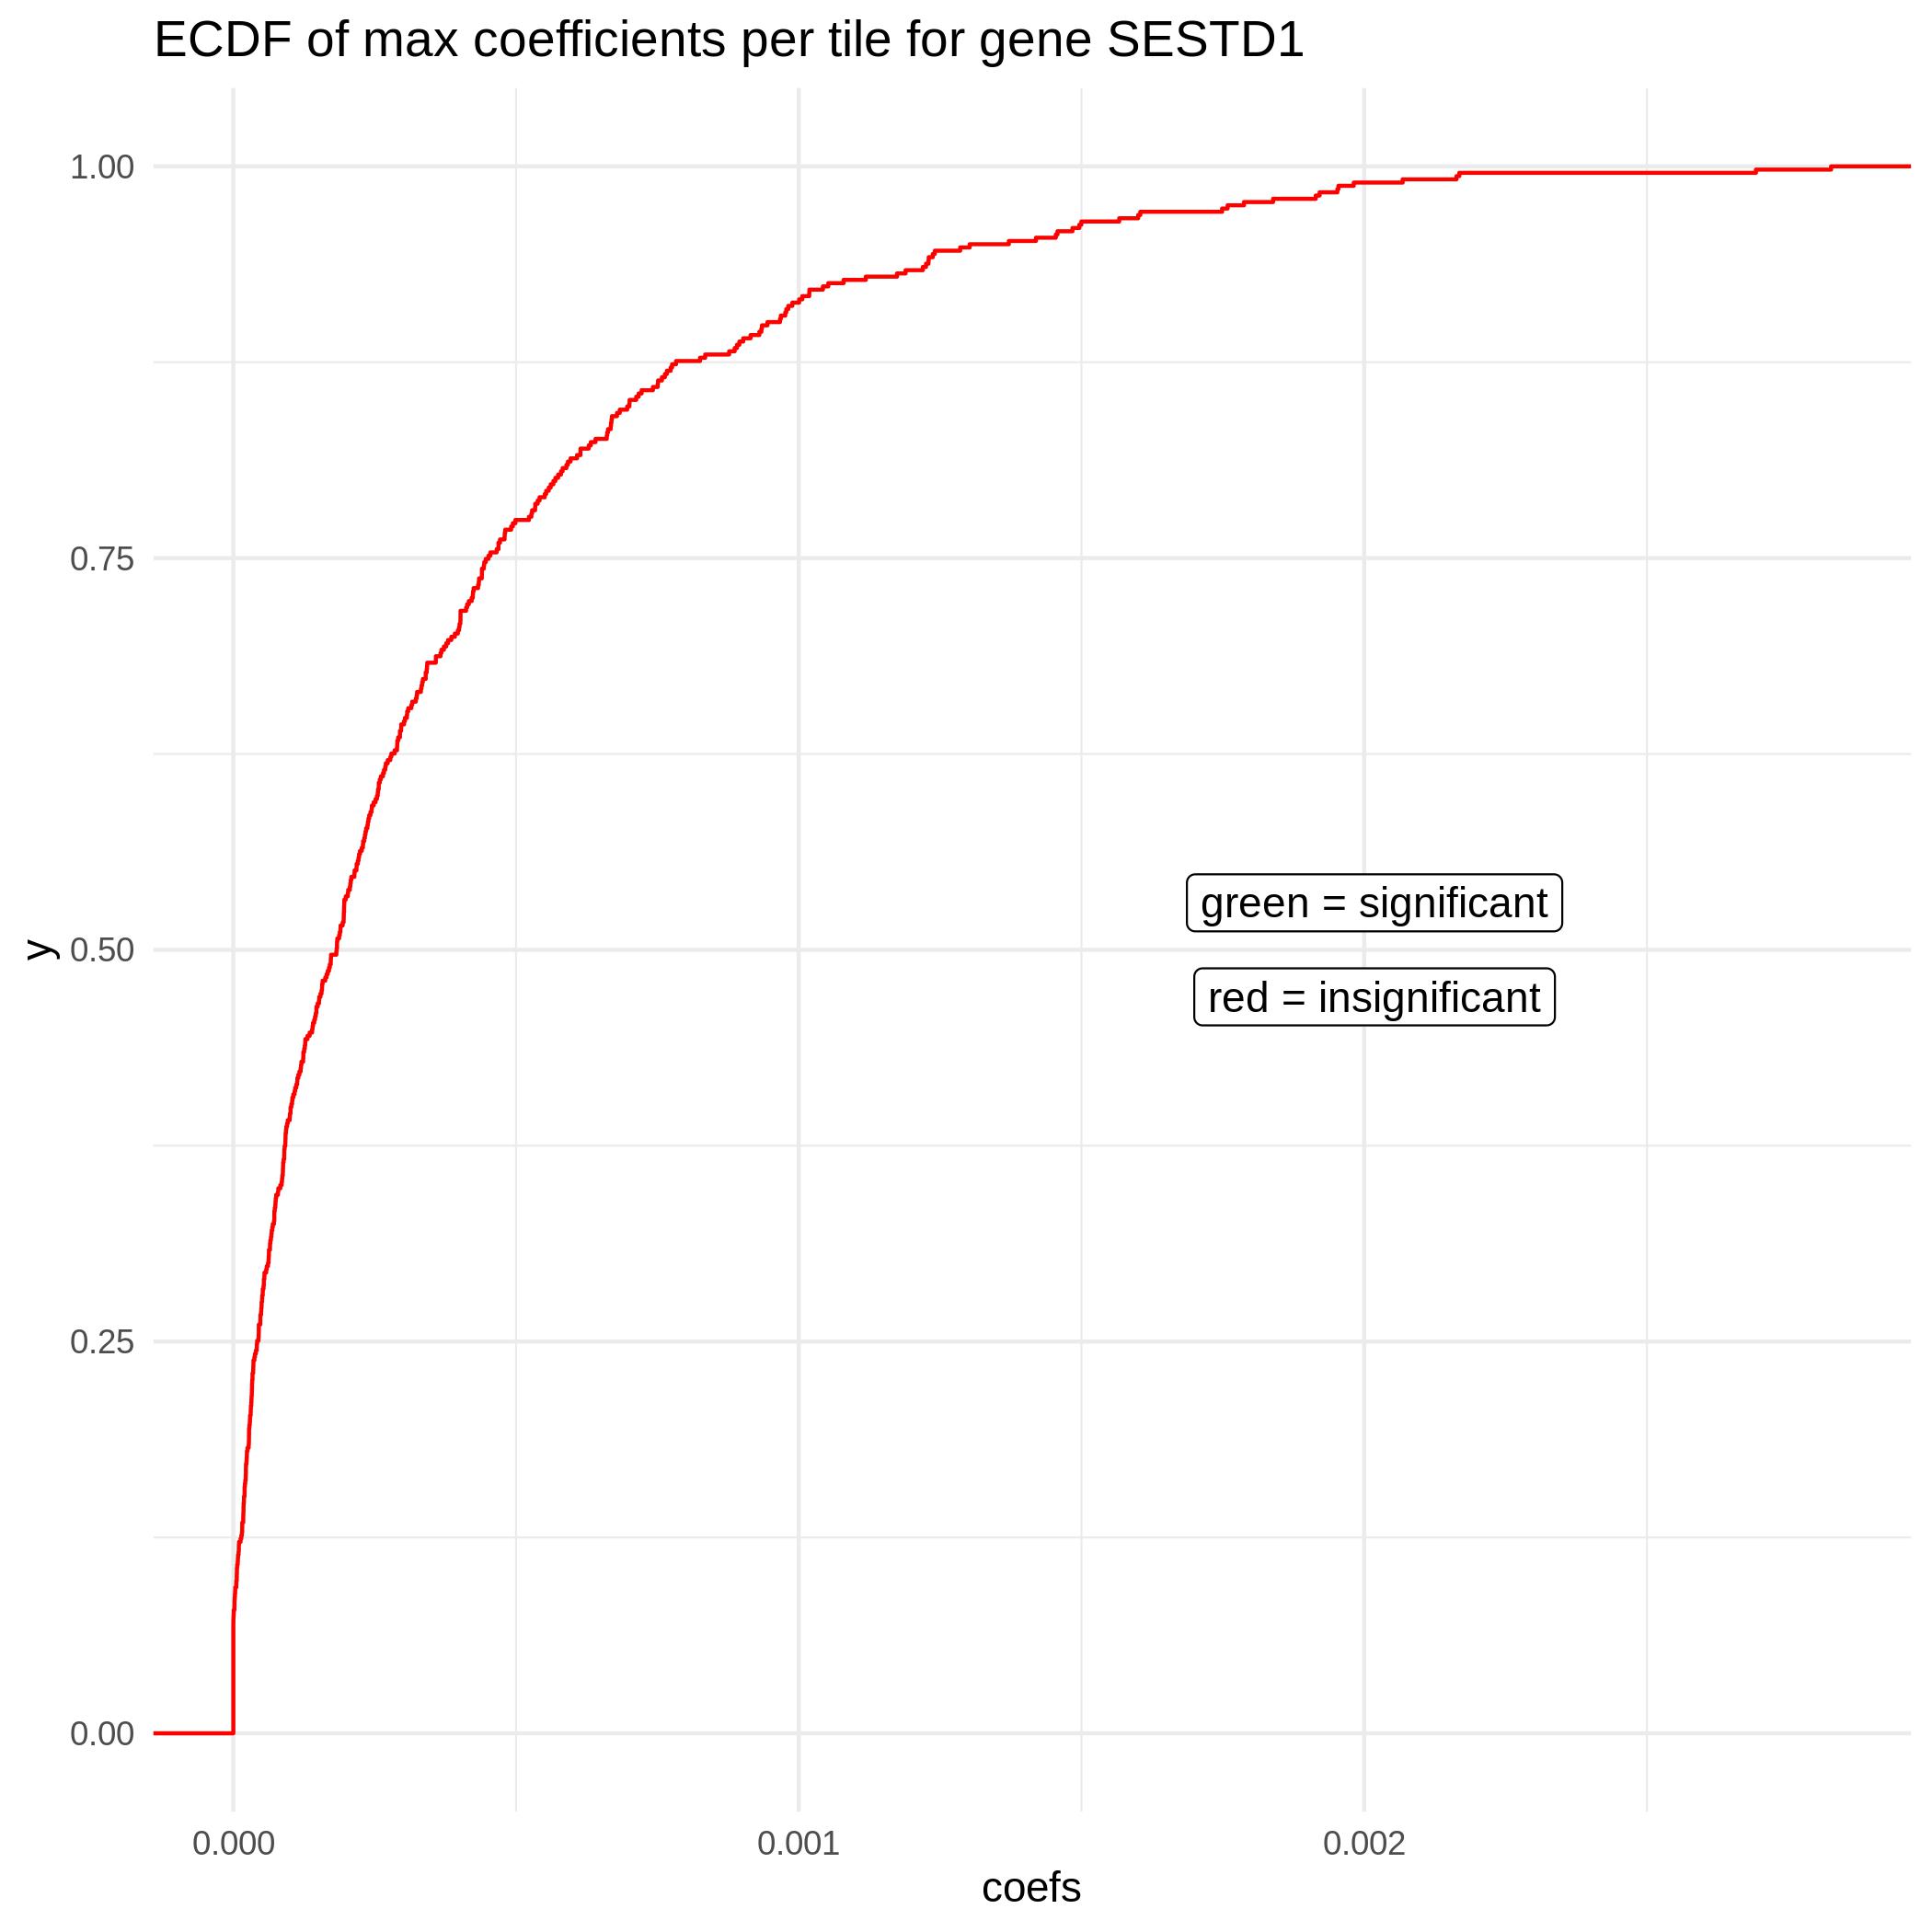 ECDF of max coefficients per tile for gene SESTD1
1.00
0.75
0.50
0.25
0.00
y
green = significant
red = insignificant
0.000 0.001 0.002
coefs